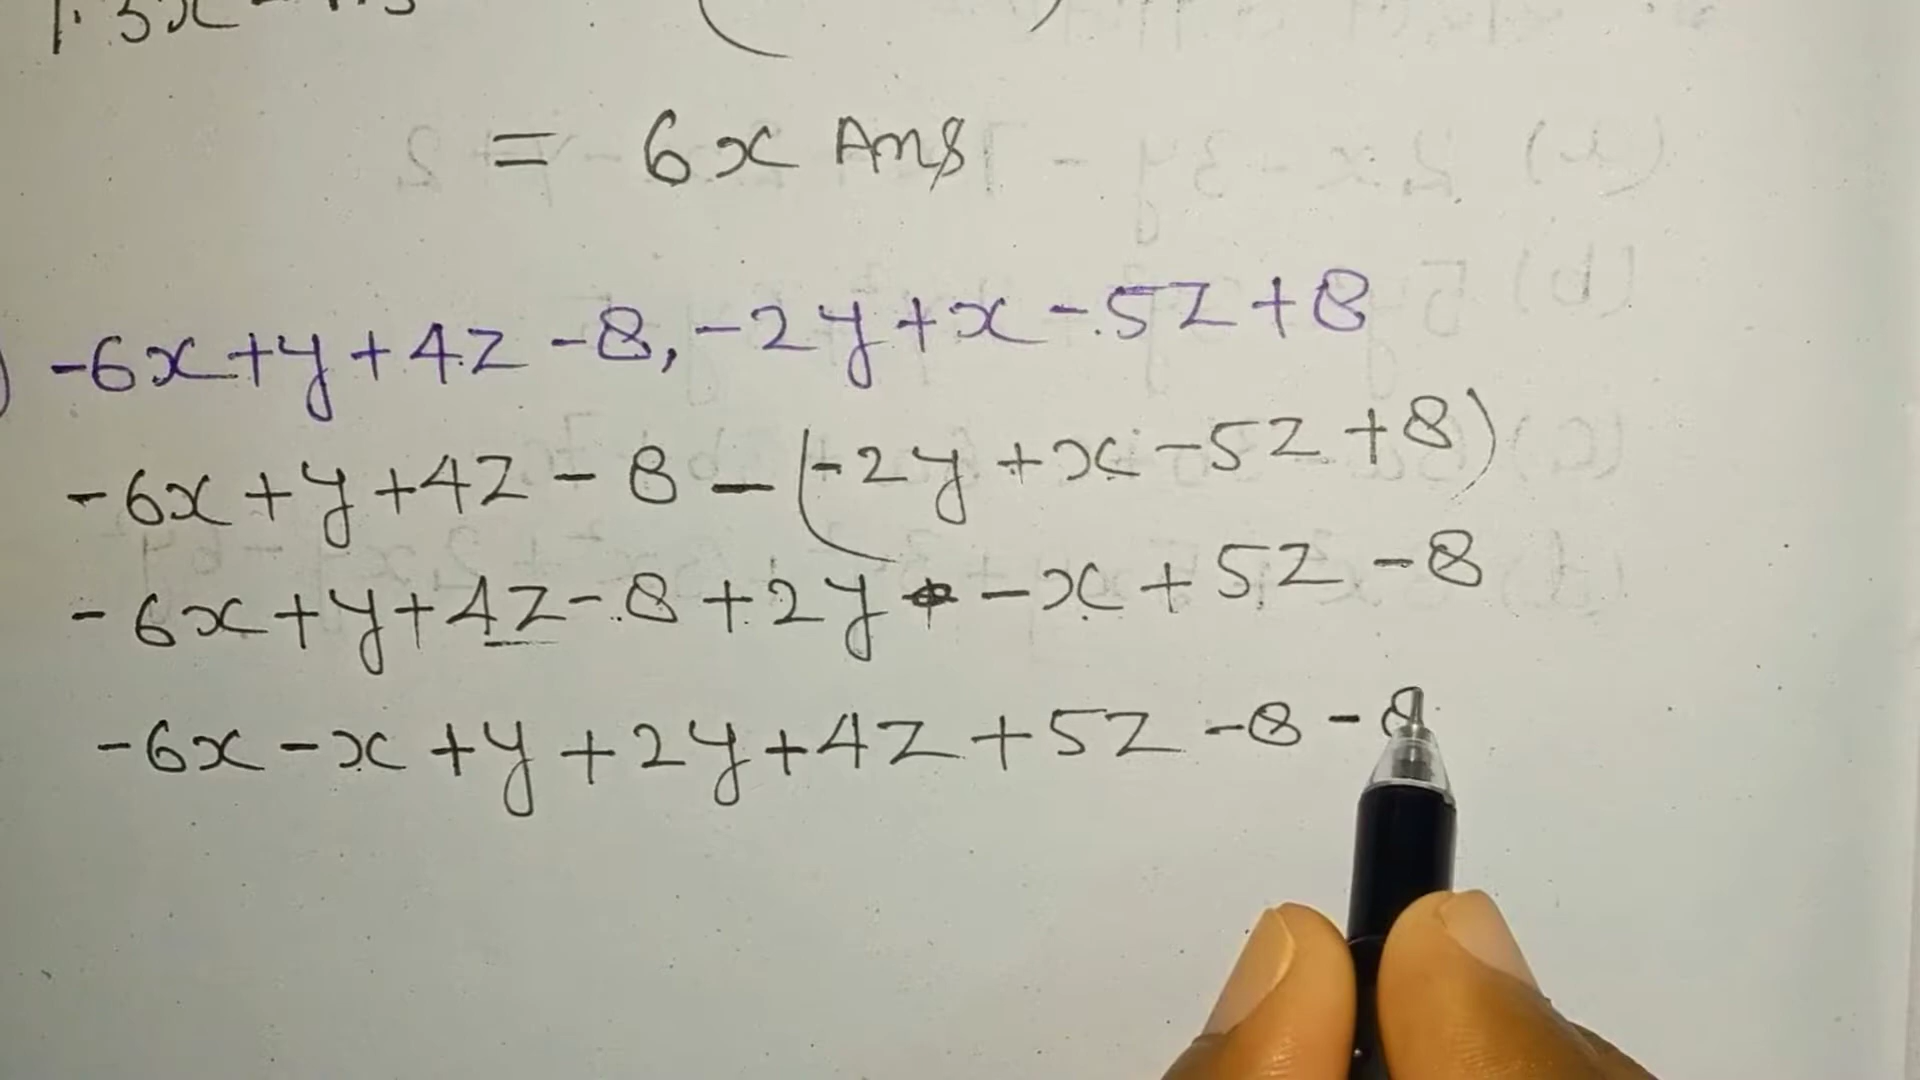 = 6x Ans
-6x+y+4z-8, -2y+x-5z+8
-6x+y+4z-8-(-2y+x-5z+8)
-6x+y+4z-8+2y-x+5z-8
-6x-x+y+2y+4z+5z-8-8